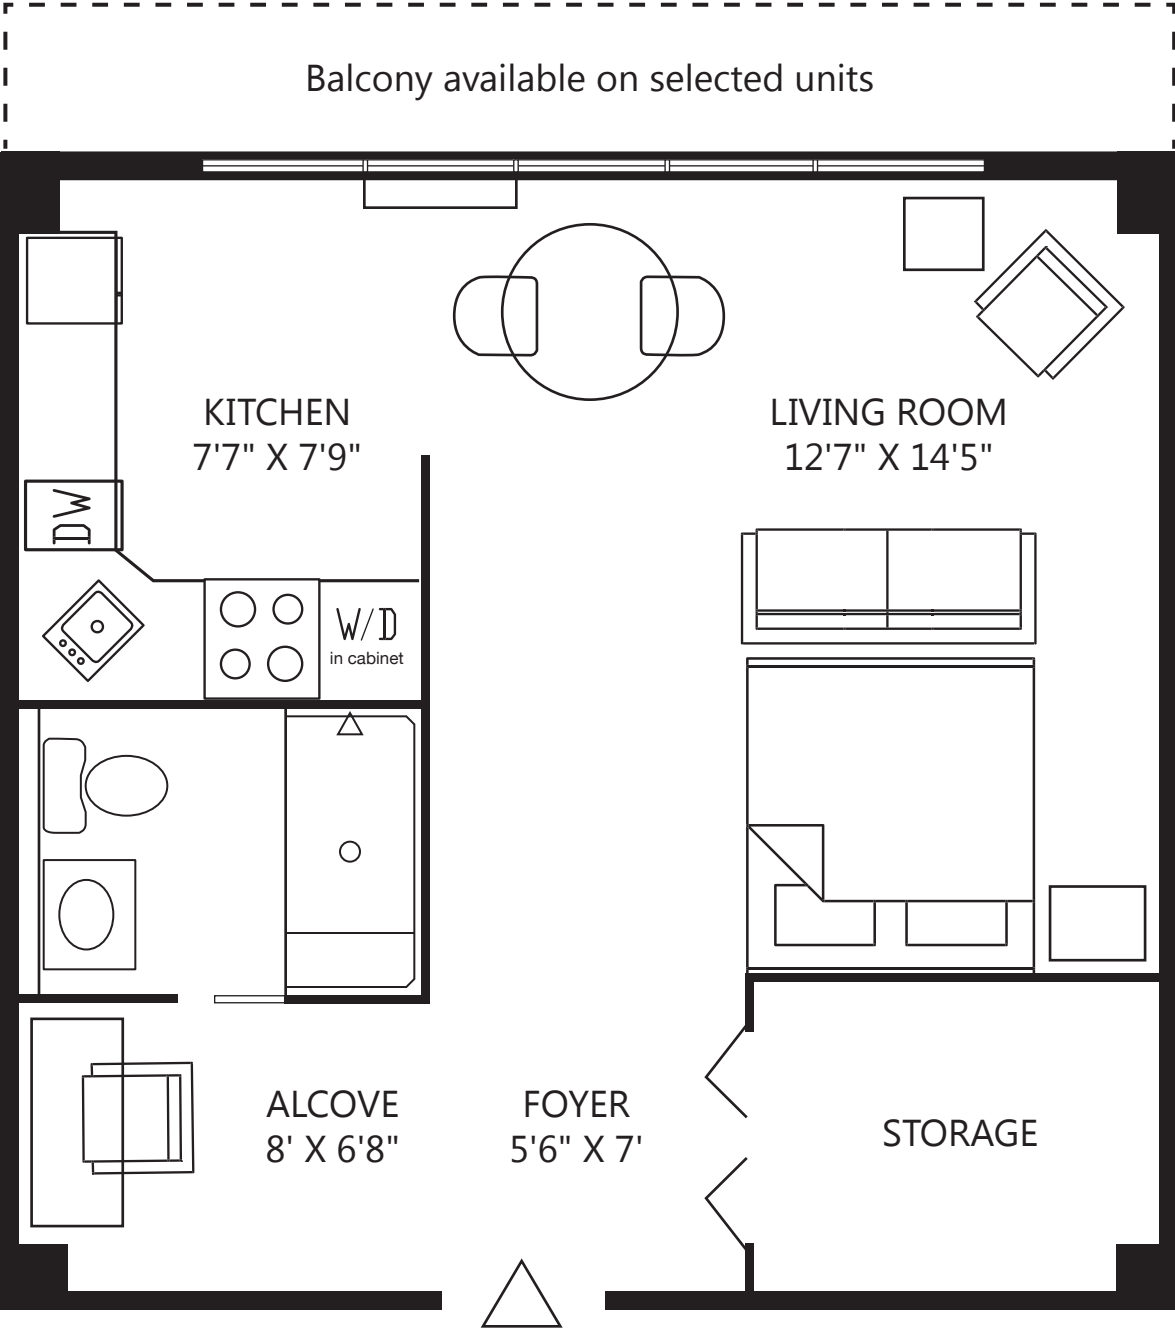 Balcony available on selected units
KITCHEN
7'7" X 7'9"
LIVING ROOM
12'7" X 14'5"
DW
W/D
in cabinet
ALCOVE
8' X 6'8"
FOYER
5'6" X 7'
STORAGE